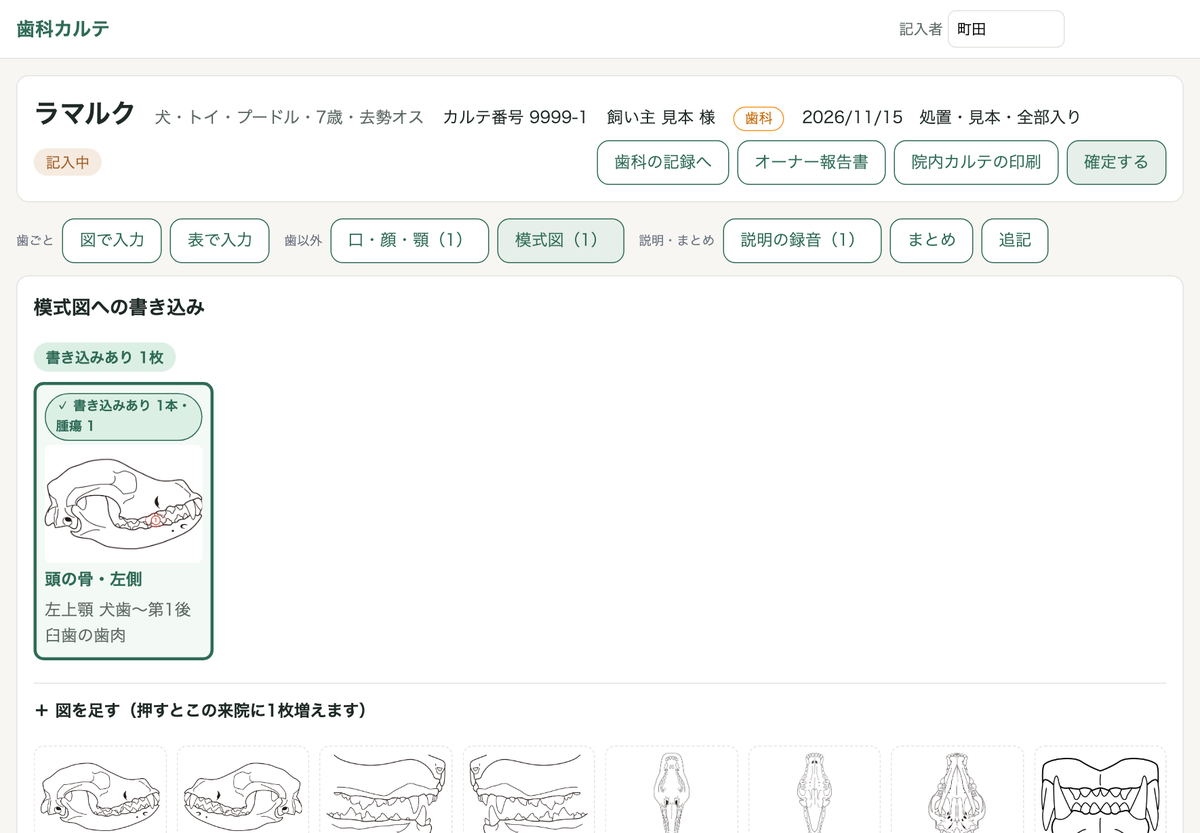 歯科カルテ
記入者 町田
ラマルク 犬・トイ・プードル・7歳・去勢オス カルテ番号 9999-1 飼い主 見本 様 歯科 2026/11/15 処置・見本・全部入り
記入中 歯科の記録へ オーナー報告書 院内カルテの印刷 確定する
歯ごと 図で入力 表で入力 歯以外 口・顔・顎（1） 模式図（1） 説明・まとめ 説明の録音（1） まとめ 追記
模式図への書き込み
書き込みあり 1枚
✓ 書き込みあり 1本・
腫瘍 1
頭の骨・左側
左上顎 犬歯〜第1後
臼歯の歯肉
＋ 図を足す（押すとこの来院に1枚増えます）